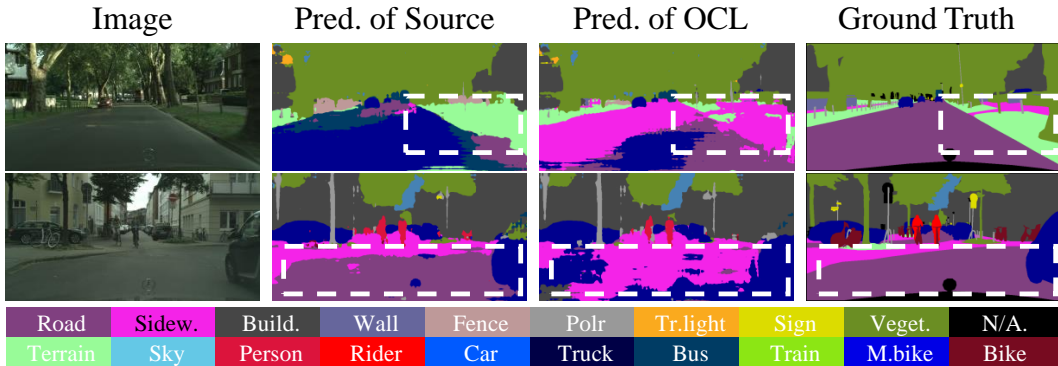 Image Pred. of Source Pred. of OCL Ground Truth
Road Sidew. Build. Wall Fence Polr Tr.light Sign Veget. N/A.
Terrain Sky Person Rider Car Truck Bus Train M.bike Bike